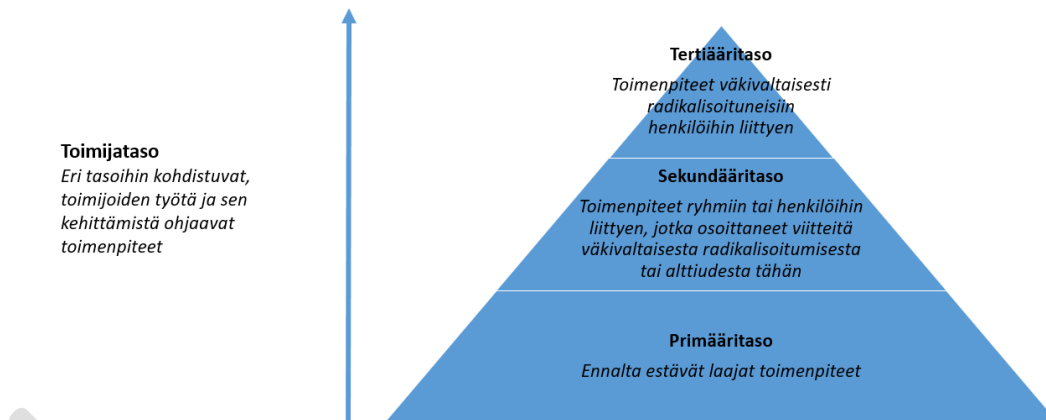 Toimijataso
Eri tasoihin kohdistuvat,
toimijoiden työtä ja sen
kehittämistä ohjaavat
toimenpiteet
Tertiääritaso
Toimenpiteet väkivaltaisesti
radikalisoituneisiin
henkilöihin liittyen
Sekundääritaso
Toimenpiteet ryhmiin tai henkilöihin
liittyen, jotka osoittaneet viitteitä
väkivaltaisesta radikalisoitumisesta
tai alttiudesta tähän
Primääritaso
Ennalta estävät laajat toimenpiteet